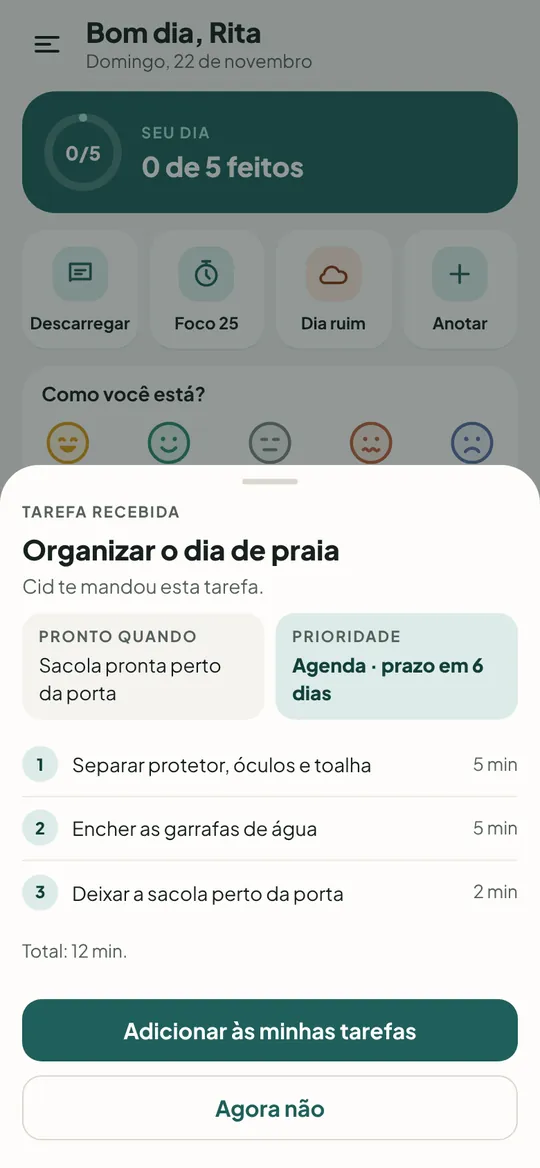 Bom dia, Rita
Domingo, 22 de novembro
0/5
SEU DIA
0 de 5 feitos
Descarregar
Foco 25
Dia ruim
Anotar
Como você está?
TAREFA RECEBIDA
Organizar o dia de praia
Cid te mandou esta tarefa.
PRONTO QUANDO
Sacola pronta perto
da porta
PRIORIDADE
Agenda · prazo em 6
dias
1 Separar protetor, óculos e toalha 5 min
2 Encher as garrafas de água 5 min
3 Deixar a sacola perto da porta 2 min
Total: 12 min.
Adicionar às minhas tarefas
Agora não